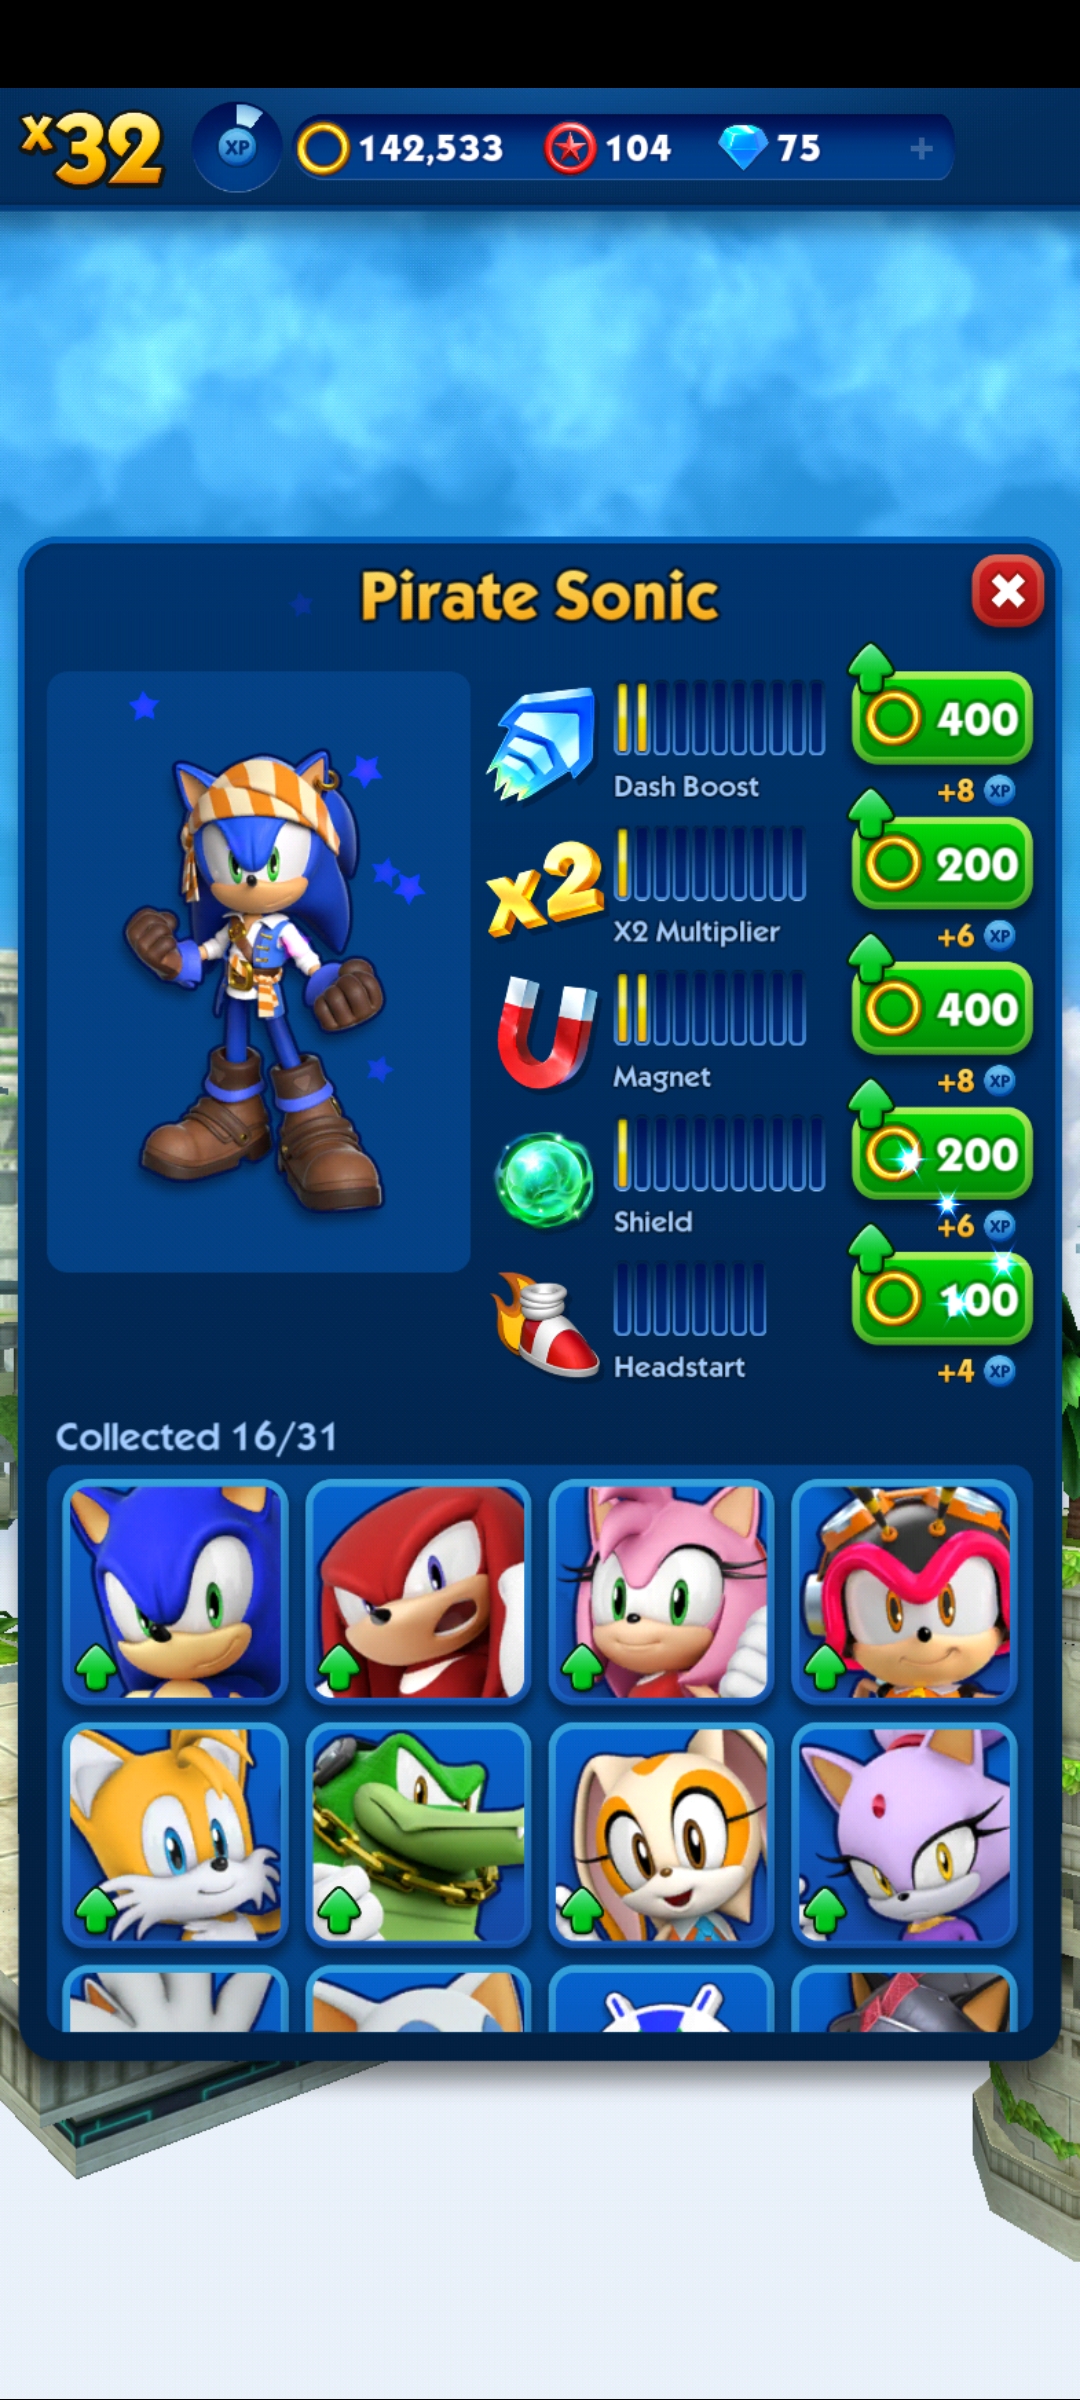 x32
XP
142,533
104
75
+
Pirate Sonic
400
Dash Boost
+8 XP
x2
200
X2 Multiplier
+6 XP
400
Magnet
+8 XP
200
Shield
+6 XP
100
Headstart
+4 XP
Collected 16/31